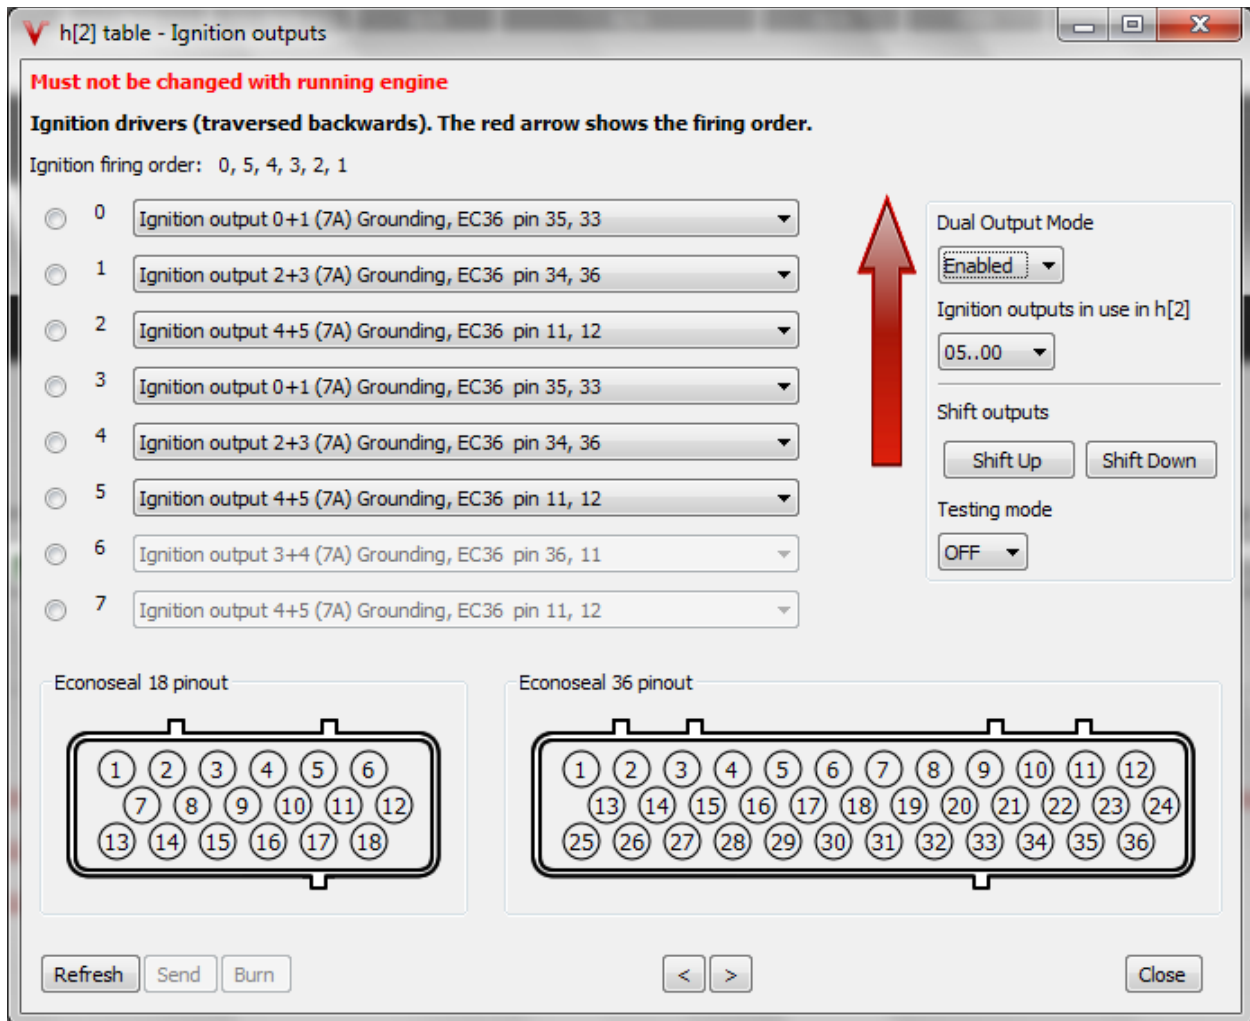 h[2] table - Ignition outputs
Must not be changed with running engine
Ignition drivers (traversed backwards). The red arrow shows the firing order.
Ignition firing order: 0, 5, 4, 3, 2, 1
0 Ignition output 0+1 (7A) Grounding, EC36 pin 35, 33
1 Ignition output 2+3 (7A) Grounding, EC36 pin 34, 36
2 Ignition output 4+5 (7A) Grounding, EC36 pin 11, 12
3 Ignition output 0+1 (7A) Grounding, EC36 pin 35, 33
4 Ignition output 2+3 (7A) Grounding, EC36 pin 34, 36
5 Ignition output 4+5 (7A) Grounding, EC36 pin 11, 12
6 Ignition output 3+4 (7A) Grounding, EC36 pin 36, 11
7 Ignition output 4+5 (7A) Grounding, EC36 pin 11, 12
Dual Output Mode
Enabled
Ignition outputs in use in h[2]
05..00
Shift outputs
Shift Up Shift Down
Testing mode
OFF
Econoseal 18 pinout
1 2 3 4 5 6
7 8 9 10 11 12
13 14 15 16 17 18
Econoseal 36 pinout
1 2 3 4 5 6 7 8 9 10 11 12
13 14 15 16 17 18 19 20 21 22 23 24
25 26 27 28 29 30 31 32 33 34 35 36
Refresh Send Burn < > Close